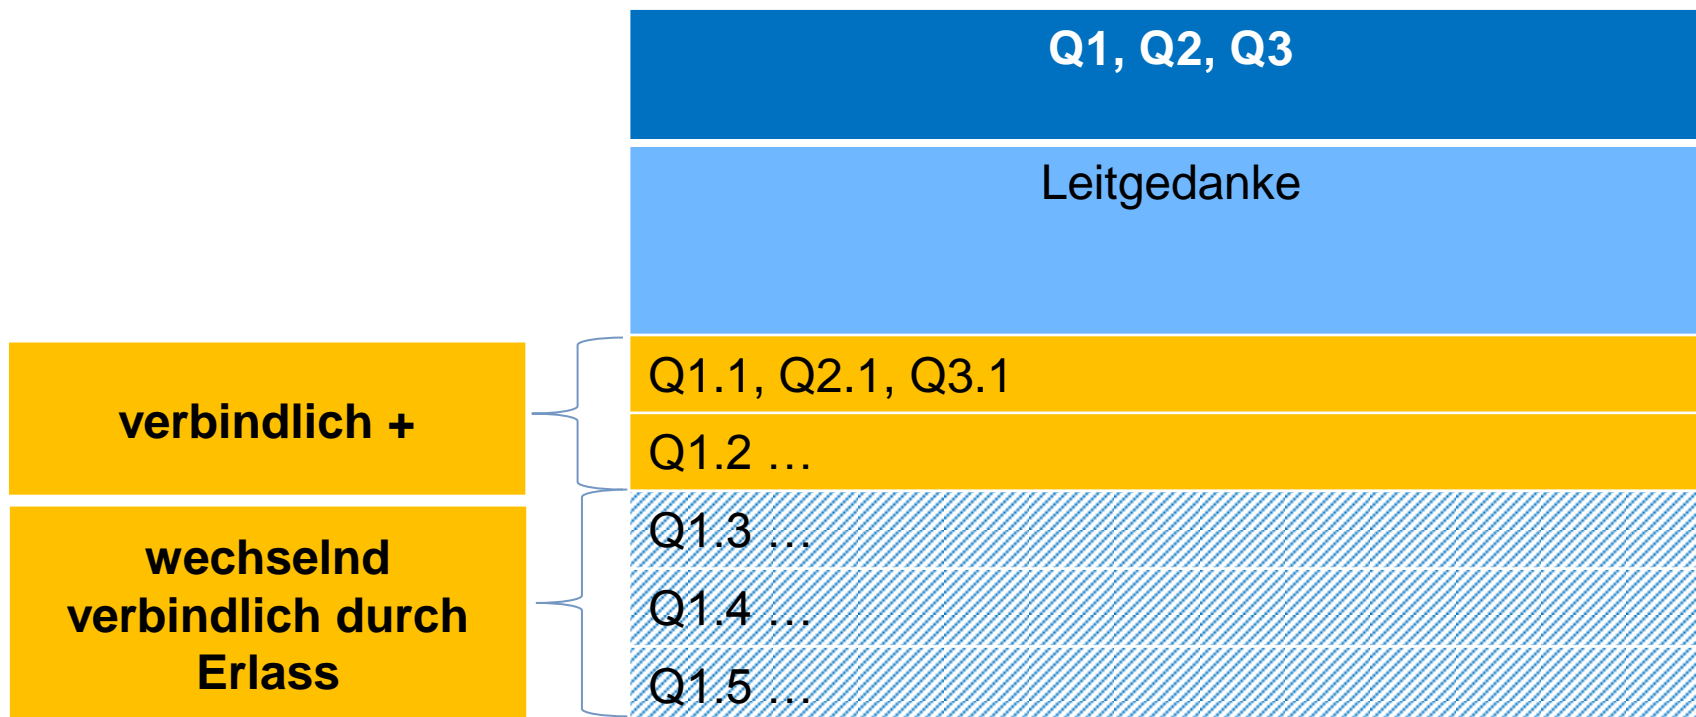 Q1, Q2, Q3
Leitgedanke
verbindlich +
Q1.1, Q2.1, Q3.1
Q1.2 …
wechselnd
verbindlich durch
Erlass
Q1.3 …
Q1.4 …
Q1.5 …